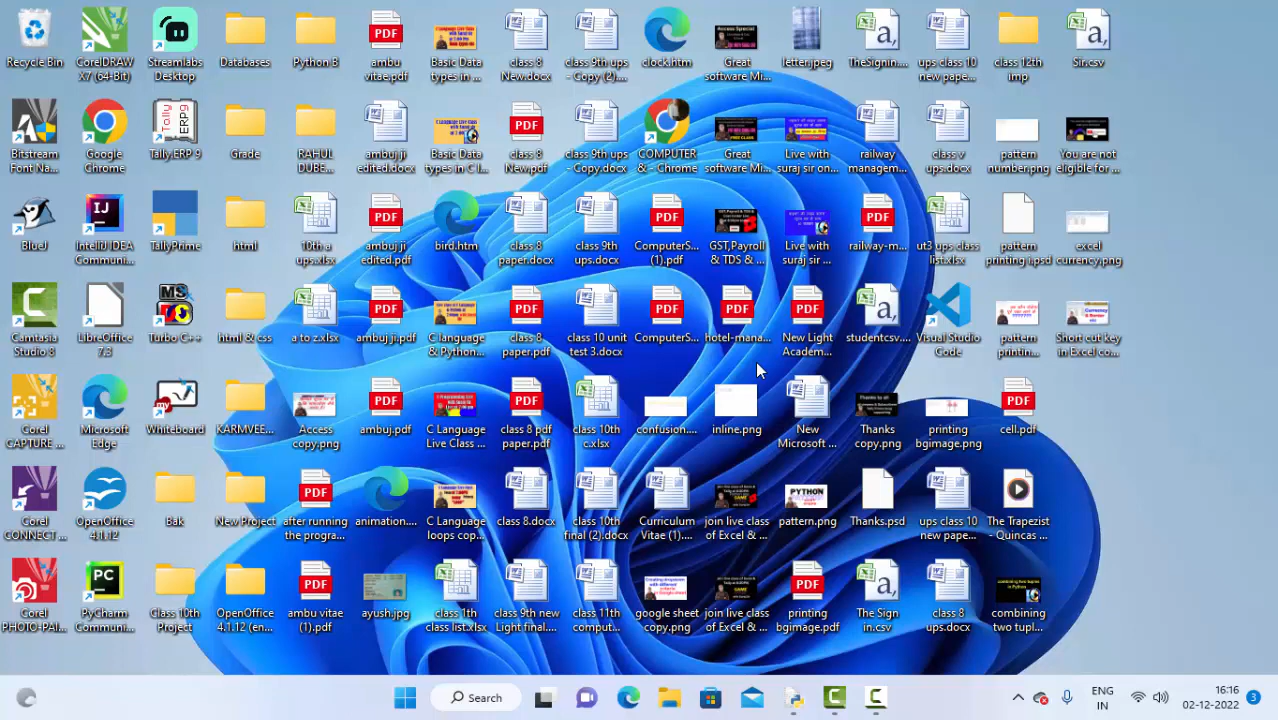 Recycle Bin
CorelDRAW
X7 (64-Bit)
Streamlabs
Desktop
Databases
Python B
ambu
vitae.pdf
Basic Data
types in ...
class 8
New.docx
class 9th ups
- Copy (2)....
clock.htm
Great
software Mi...
letter.jpeg
TheSignin....
ups class 10
new pape...
class 12th
imp
Sir.csv
Bitstream
Font Na...
Google
Chrome
Tally.ERP 9
Grade
RAHUL
DUBE...
ambu ji
edited.docx
Basic Data
types in C l...
class 8
New.pdf
class 9th ups
- Copy.docx
COMPUTER
& - Chrome
Great
software Mi...
Live with
suraj sir on...
railway
managem...
class v
ups.docx
pattern
number.png
You are not
eligible for ...
BlueJ
IntelliJ IDEA
Communi...
TallyPrime
html
10th a
ups.xlsx
ambuj ji
edited.pdf
bird.htm
class 8
paper.docx
class 9th
ups.docx
ComputerS...
(1).pdf
GST,Payroll
& TDS & ...
Live with
suraj sir ...
railway-m...
ut3 ups class
list.xlsx
pattern
printing i.psd
excel
currency.png
Camtasia
Studio 8
LibreOffice
7.3
Turbo C++
html & css
a to z.xlsx
ambuj ji.pdf
C language
& Python...
class 8
paper.pdf
class 10 unit
test 3.docx
ComputerS...
hotel-mana...
New Light
Academ...
studentcsv....
Visual Studio
Code
pattern
printin...
Short cut key
in Excel co...
Corel
CAPTURE ...
Microsoft
Edge
KARMVEE...
Access
copy.png
ambuj.pdf
C Language
Live Class ...
class 8 pdf
paper.pdf
class 10th
c.xlsx
confusion....
inline.png
New
Microsoft ...
Thanks
copy.png
printing
bgimage.png
cell.pdf
Corel
CONNECT ...
OpenOffice
4.1.12
Bak
New Project
after running
the progra...
animation....
C Language
loops cop...
class 8.docx
class 10th
final (2).docx
Curriculum
Vitae (1)....
join live class
of Excel & ...
pattern.png
Thanks.psd
ups class 10
new pape...
The Trapezist
- Quincas ...
Corel
PHOTO-PAI...
PyCharm
Communi...
Class 10th
Project
OpenOffice
4.1.12 (en...
ambu vitae
(1).pdf
ayush.jpg
class 1th
class list.xlsx
class 9th new
Light final....
class 11th
comput...
google sheet
copy.png
join live class
of Excel & ...
printing
bgimage.pdf
The Sign
in.csv
class 8
ups.docx
combining
two tupl...
Search
ENG
IN
16:16
02-12-2022
3